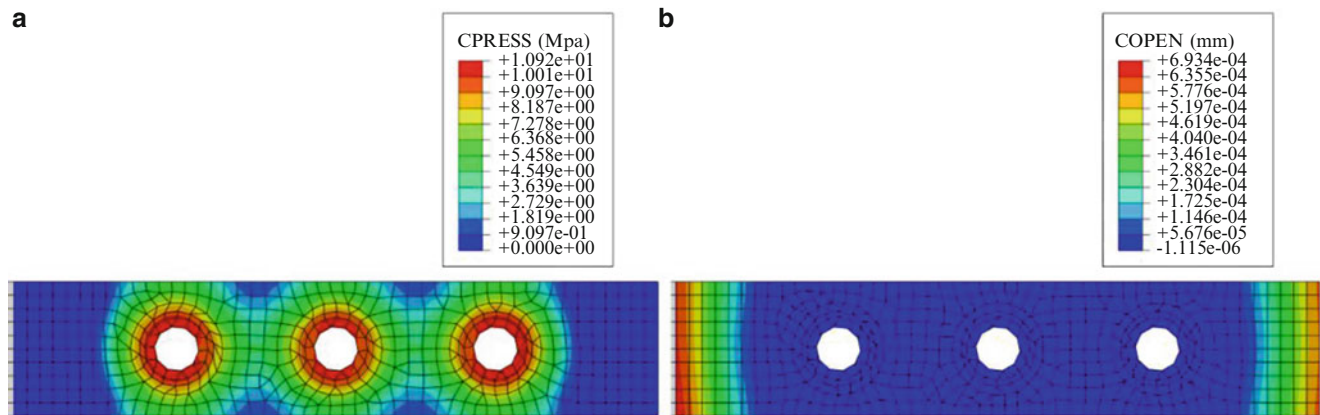 a
CPRESS (Mpa)
+1.092e+01
+1.001e+01
+9.097e+00
+8.187e+00
+7.278e+00
+6.368e+00
+5.458e+00
+4.549e+00
+3.639e+00
+2.729e+00
+1.819e+00
+9.097e-01
+0.000e+00
b
COPEN (mm)
+6.934e-04
+6.355e-04
+5.776e-04
+5.197e-04
+4.619e-04
+4.040e-04
+3.461e-04
+2.882e-04
+2.304e-04
+1.725e-04
+1.146e-04
+5.676e-05
-1.115e-06